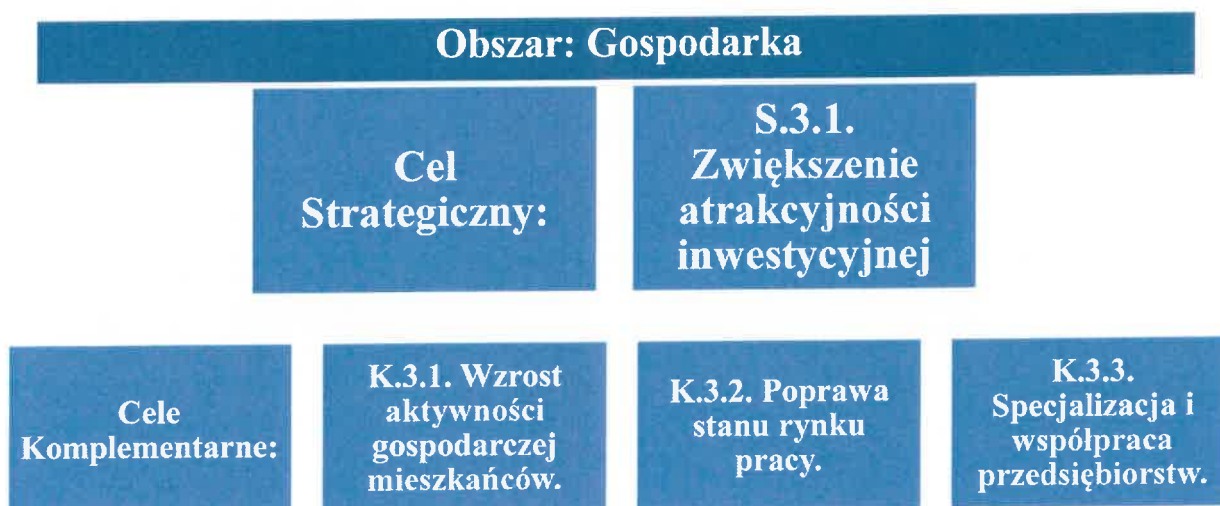 Obszar: Gospodarka
Cel
Strategiczny:
S.3.1.
Zwiększenie
atrakcyjności
inwestycyjnej
Cele
Komplementarne:
K.3.1. Wzrost
aktywności
gospodarczej
mieszkańców.
K.3.2. Poprawa
stanu rynku
pracy.
K.3.3.
Specjalizacja i
współpraca
przedsiębiorstw.